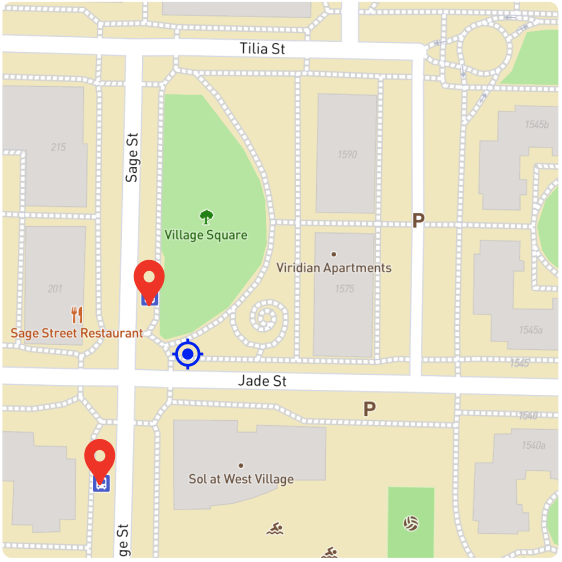 Tilia St
1545b
215
Sage St
1590
Village Square
P
Viridian Apartments
201
1575
Sage Street Restaurant
1545a
1545
Jade St
P
1540
1540a
Sol at West Village
ge St